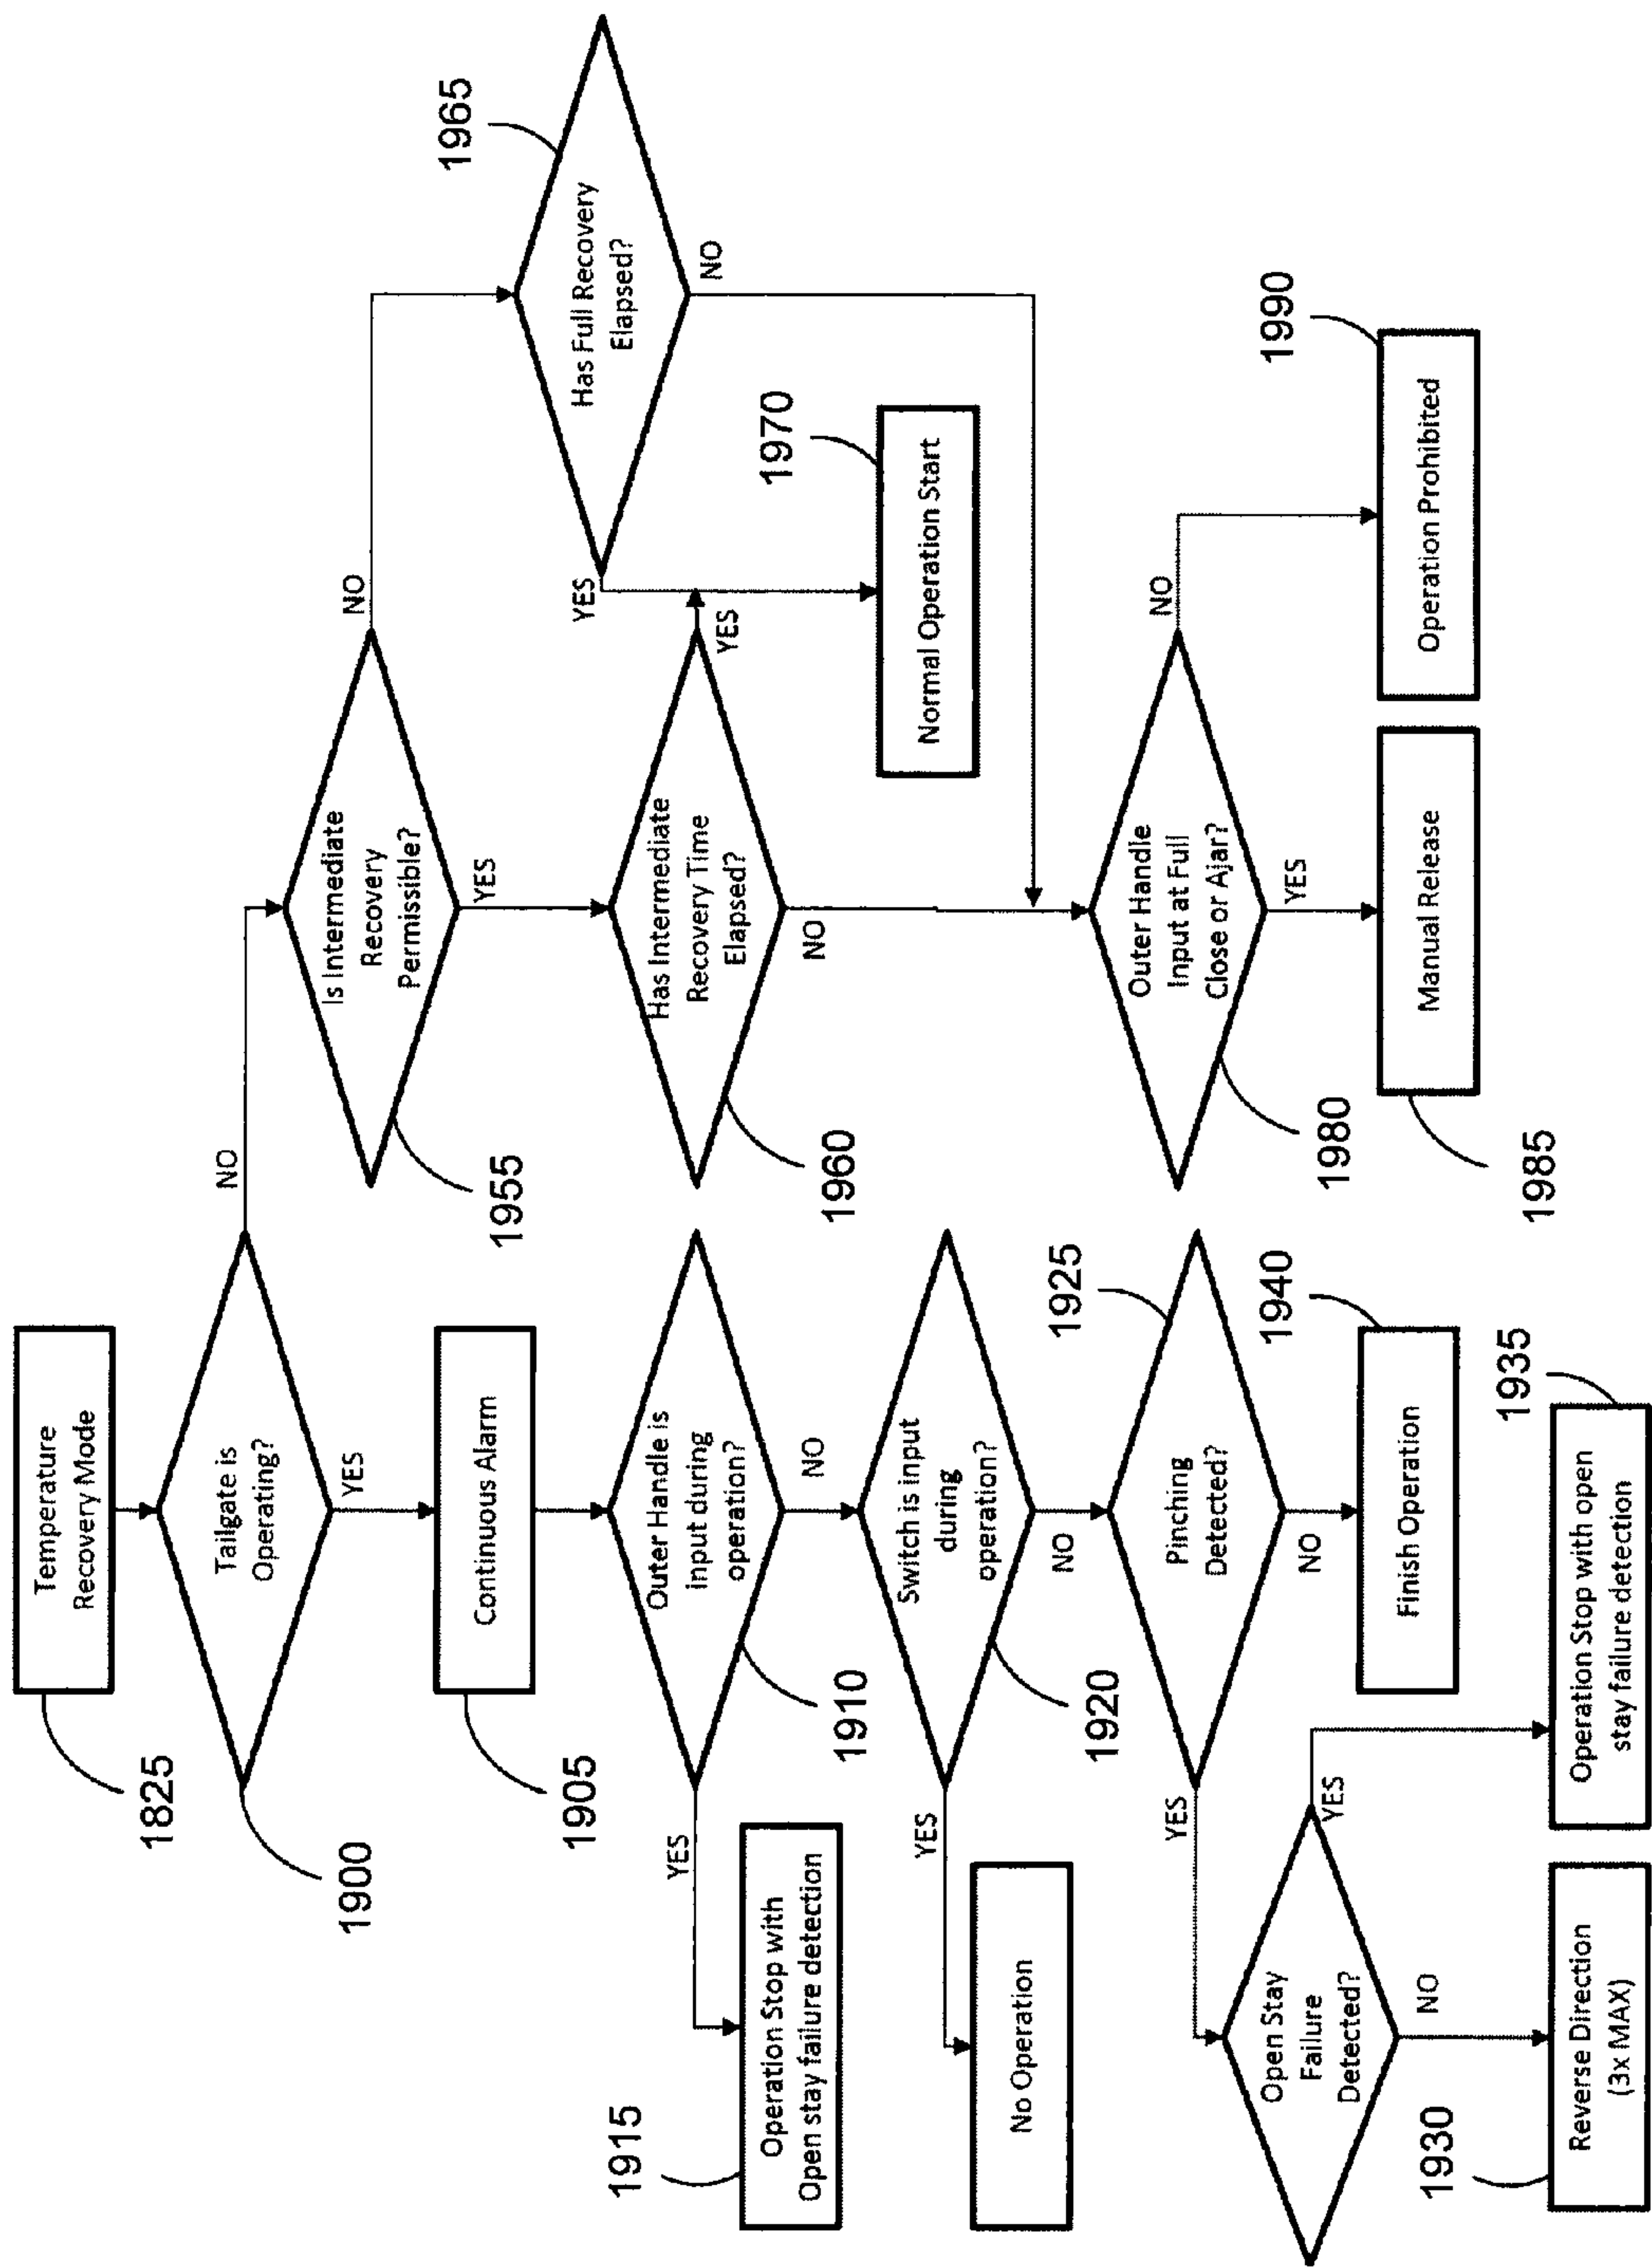 Temperature
Recovery Mode
1825
Tailgate is
Operating?
1900
NO
YES
Continuous Alarm
1905
Outer Handle is
input during
operation?
1910
YES
NO
Operation Stop with
Open stay failure detection
1915
Switch is input
during
operation?
1920
YES
NO
No Operation
Pinching
Detected?
1925
YES
NO
Finish Operation
1940
Open Stay
Failure
Detected?
YES
NO
Operation Stop with open
stay failure detection
1935
Reverse Direction
(3x MAX)
1930
Is Intermediate
Recovery
Permissible?
1955
NO
YES
Has Intermediate
Recovery Time
Elapsed?
1960
YES
NO
Has Full Recovery
Elapsed?
1965
YES
NO
Normal Operation Start
1970
Outer Handle
Input at Full
Close or Ajar?
1980
NO
YES
Manual Release
1985
Operation Prohibited
1990